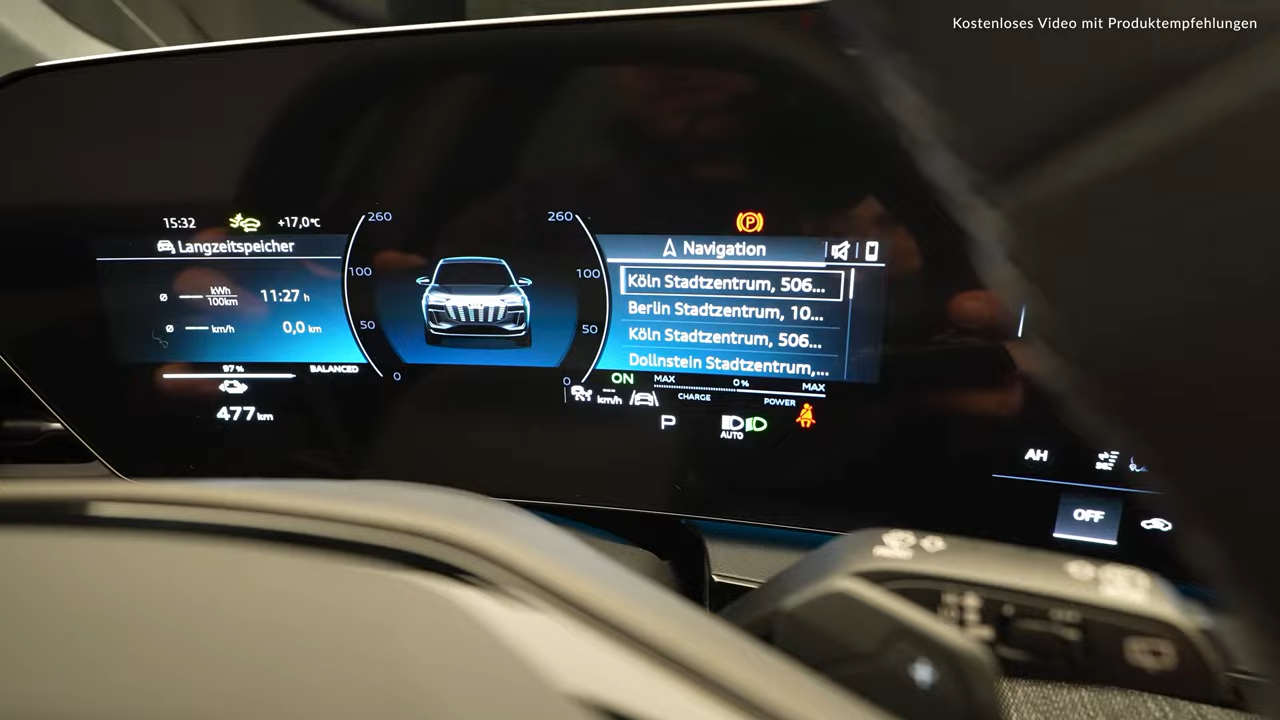 Kostenloses Video mit Produktempfehlungen
15:32 +17,0°C
Langzeitspeicher
Ø —— kWh/100km 11:27 h
Ø —— km/h 0,0 km
97 %
BALANCED
477 km
260
100
50
0
260
100
50
0
P
Navigation
Köln Stadtzentrum, 506...
Berlin Stadtzentrum, 10...
Köln Stadtzentrum, 506...
Dollnstein Stadtzentrum,...
ON
-- km/h
MAX 0 % MAX
CHARGE POWER
P
AUTO
AH
OFF